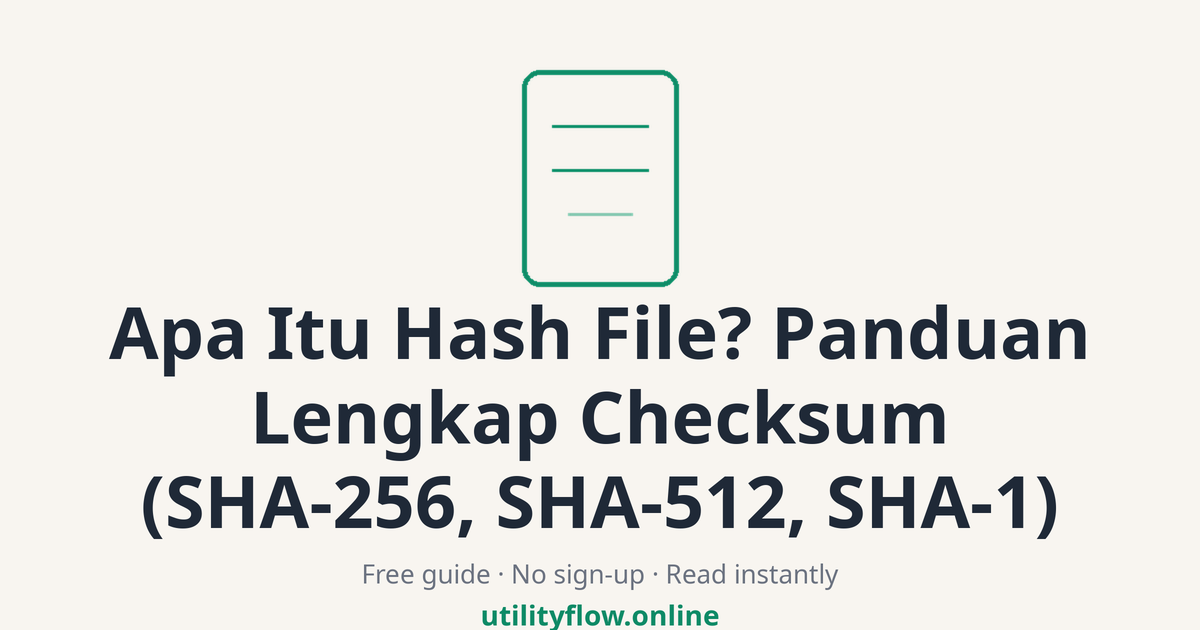 Apa Itu Hash File? Panduan
Lengkap Checksum
(SHA-256, SHA-512, SHA-1)
Free guide · No sign-up · Read instantly
utilityflow.online